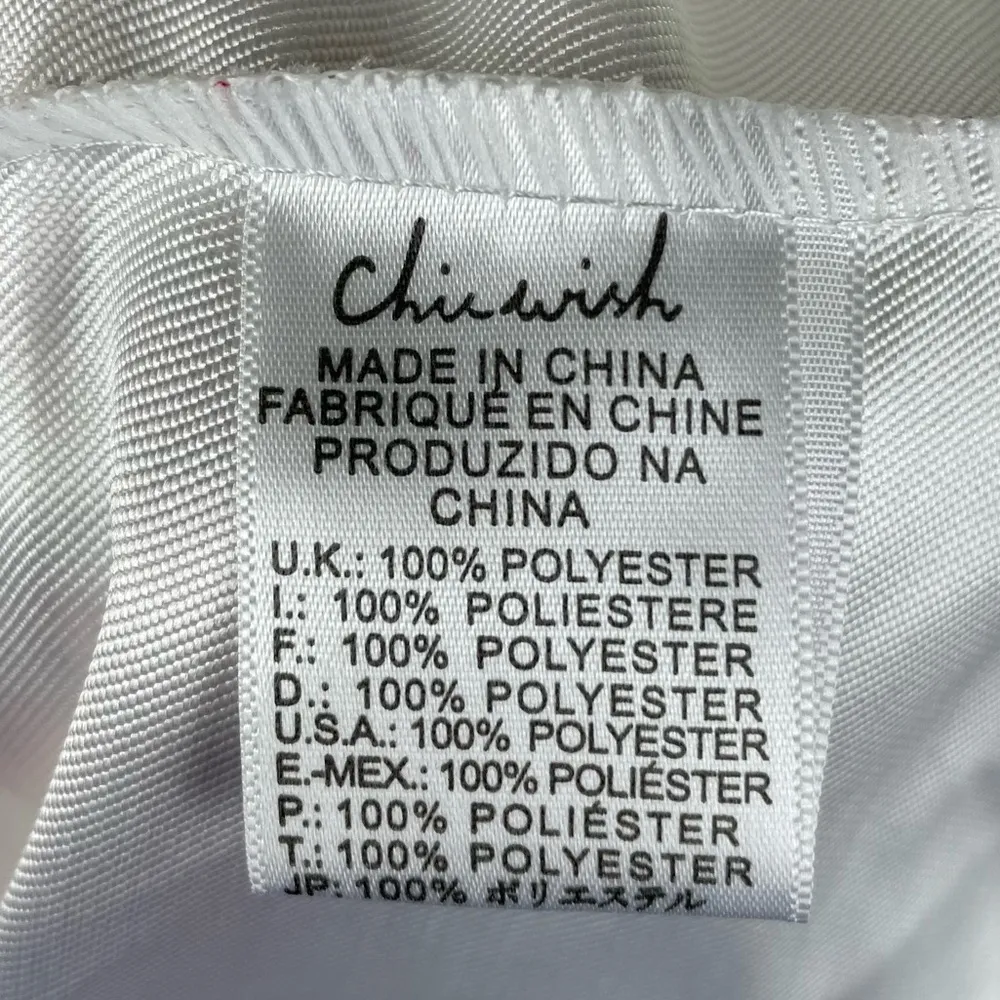 Chicwish
MADE IN CHINA
FABRIQUÉ EN CHINE
PRODUZIDO NA
CHINA
U.K.: 100% POLYESTER
I.: 100% POLIESTERE
F.: 100% POLYESTER
D.: 100% POLYESTER
U.S.A.: 100% POLYESTER
E.-MEX.: 100% POLIÉSTER
P.: 100% POLIÉSTER
T.: 100% POLYESTER
JP: 100% ポリエステル